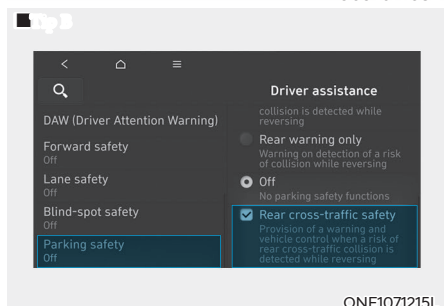 Driver assistance
DAW (Driver Attention Warning)
Forward safety
Off
Lane safety
Off
Blind-spot safety
Off
Parking safety
Off
collision is detected while
reversing
Rear warning only
Warning on detection of a risk
of collision while reversing
Off
No parking safety functions
Rear cross-traffic safety
Provision of a warning and
vehicle control when a risk of
rear cross-traffic collision is
detected while reversing
ONE1071215L